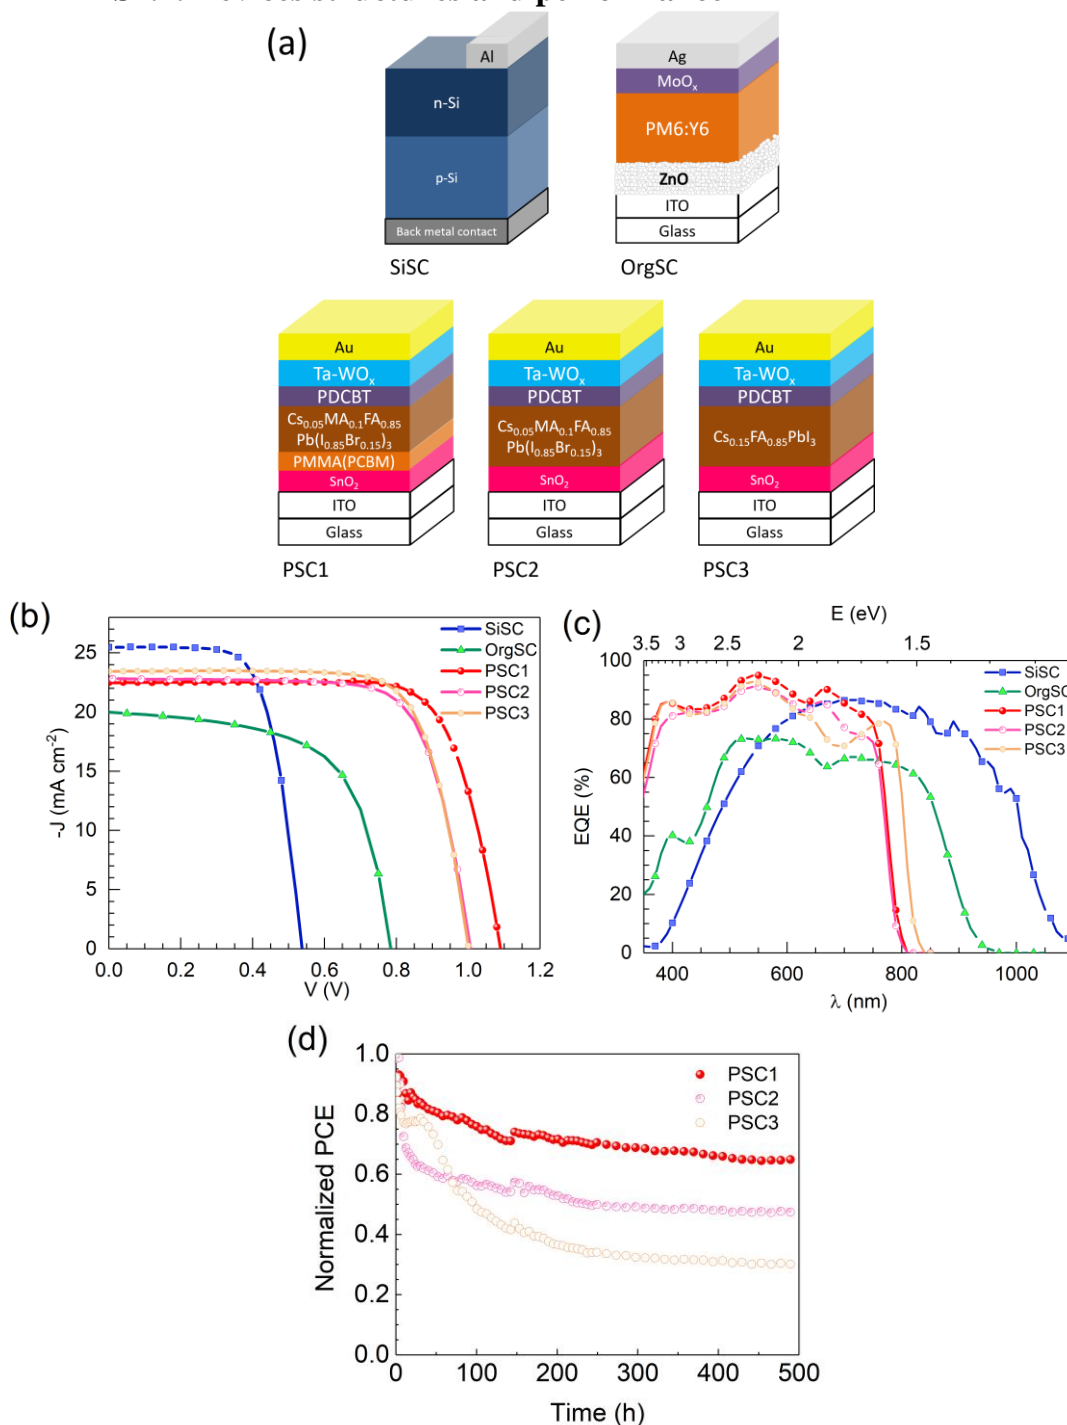 (a)
Al
n-Si
p-Si
Back metal contact
SiSC
Ag
MoOₓ
PM6:Y6
ZnO
ITO
Glass
OrgSC
Au
Ta-WOₓ
PDCBT
Cs₀.₀₅MA₀.₁FA₀.₈₅
Pb(I₀.₈₅Br₀.₁₅)₃
PMMA(PCBM)
SnO₂
ITO
Glass
PSC1
Au
Ta-WOₓ
PDCBT
Cs₀.₀₅MA₀.₁FA₀.₈₅
Pb(I₀.₈₅Br₀.₁₅)₃
SnO₂
ITO
Glass
PSC2
Au
Ta-WOₓ
PDCBT
Cs₀.₁₅FA₀.₈₅PbI₃
SnO₂
ITO
Glass
PSC3
(b)
-J (mA cm⁻²)
25
20
15
10
5
0
0.0 0.2 0.4 0.6 0.8 1.0 1.2
V (V)
SiSC
OrgSC
PSC1
PSC2
PSC3
(c)
E (eV)
3.5 3 2.5 2 1.5
EQE (%)
100
80
60
40
20
0
400 600 800 1000
λ (nm)
SiSC
OrgSC
PSC1
PSC2
PSC3
(d)
Normalized PCE
1.0
0.8
0.6
0.4
0.2
0.0
0 100 200 300 400 500
Time (h)
PSC1
PSC2
PSC3